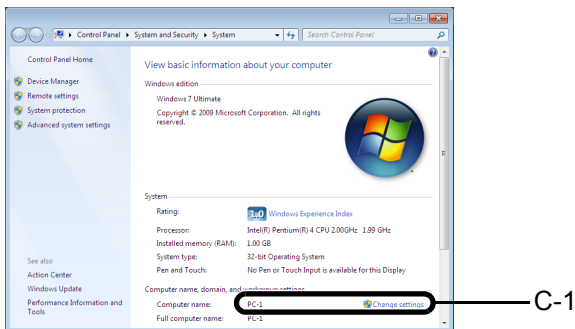 Control Panel ▸ System and Security ▸ System
Search Control Panel
Control Panel Home
Device Manager
Remote settings
System protection
Advanced system settings
See also
Action Center
Windows Update
Performance Information and
Tools
View basic information about your computer
Windows edition
Windows 7 Ultimate
Copyright © 2009 Microsoft Corporation. All rights
reserved.
System
Rating: 1.0 Windows Experience Index
Processor: Intel(R) Pentium(R) 4 CPU 2.00GHz 1.99 GHz
Installed memory (RAM): 1.00 GB
System type: 32-bit Operating System
Pen and Touch: No Pen or Touch Input is available for this Display
Computer name, domain, and workgroup settings
Computer name: PC-1 Change settings
Full computer name: PC-1
C-1